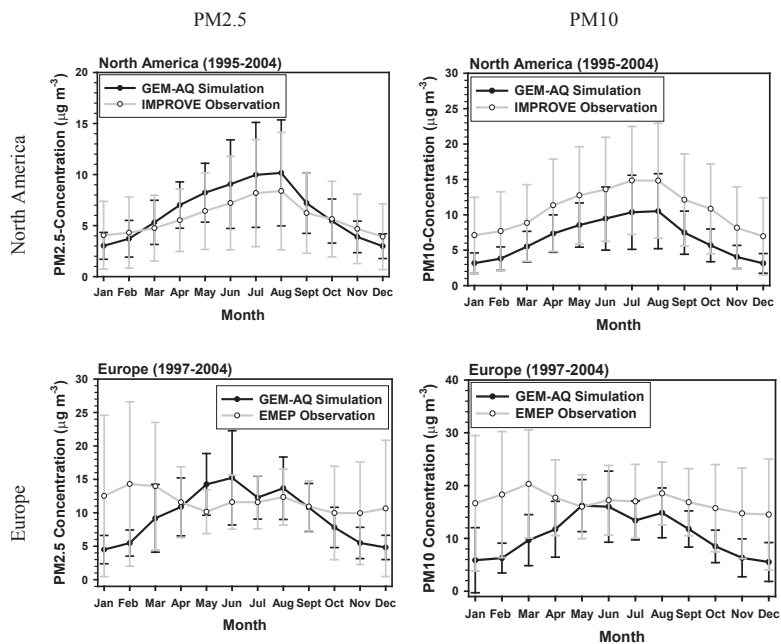 PM2.5
PM10
North America
Europe
North America (1995-2004)
GEM-AQ Simulation
IMPROVE Observation
PM2.5-Concentration (μg m-3)
20
15
10
5
0
Jan Feb Mar Apr May Jun Jul Aug Sept Oct Nov Dec
Month
North America (1995-2004)
GEM-AQ Simulation
IMPROVE Observation
PM10-Concentration (μg m-3)
30
25
20
15
10
5
0
Jan Feb Mar Apr May Jun Jul Aug Sept Oct Nov Dec
Month
Europe (1997-2004)
GEM-AQ Simulation
EMEP Observation
PM2.5 Concentration (μg m-3)
30
25
20
15
10
5
0
Jan Feb Mar Apr May Jun Jul Aug Sept Oct Nov Dec
Month
Europe (1997-2004)
GEM-AQ Simulation
EMEP Observation
PM10 Concentration (μg m-3)
40
30
20
10
0
Jan Feb Mar Apr May Jun Jul Aug Sep Oct Nov Dec
Month